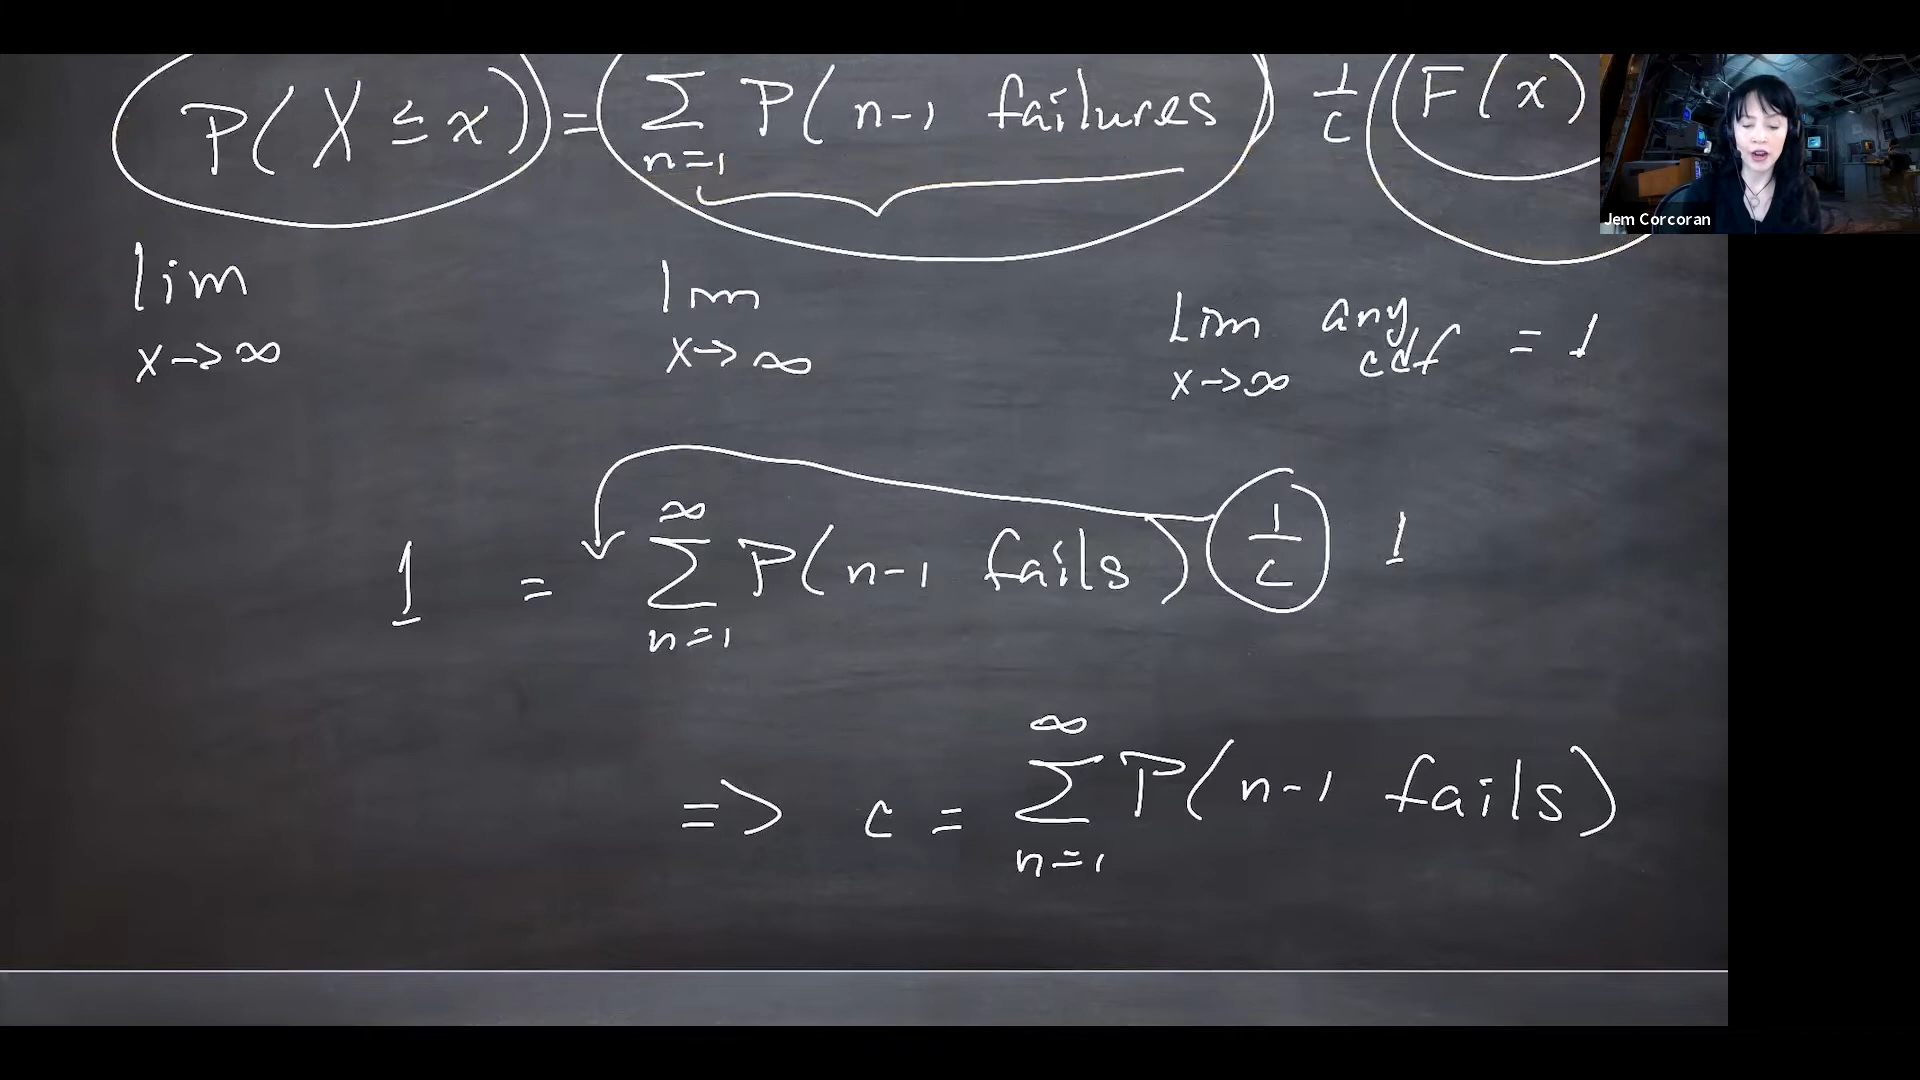 P(X ≤ x) = ∑ P(n-1 failures) 1/c F(x)
n=1
lim x→∞
lim x→∞
Lim x→∞ any cdf = 1
1 = ∑_{n=1}^{∞} P(n-1 fails) 1/c 1
=> c = ∑_{n=1}^{∞} P(n-1 fails)
Jem Corcoran